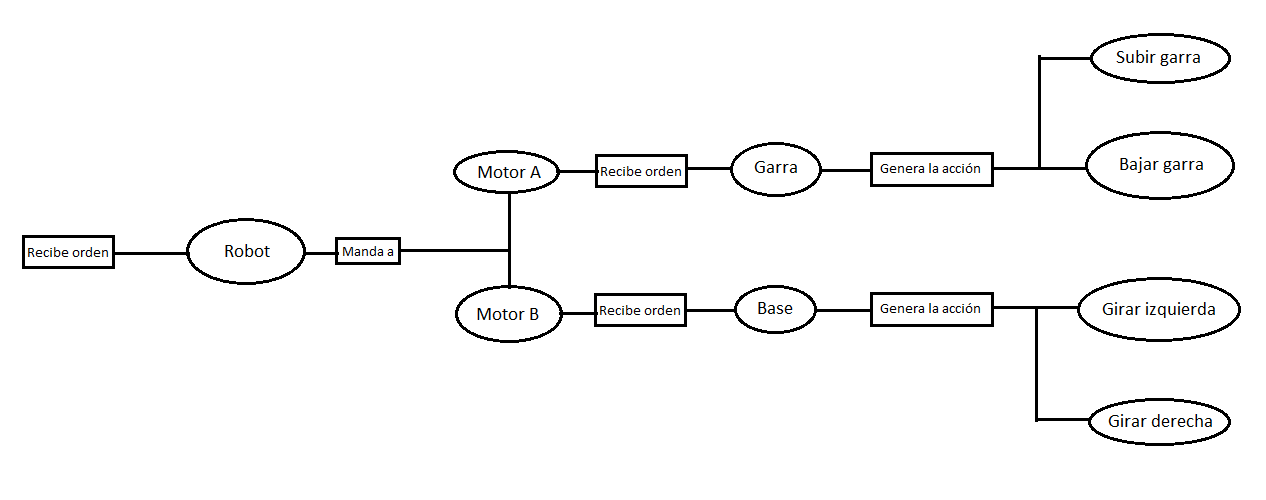 Subir garra
Motor A
Recibe orden
Garra
Genera la acción
Bajar garra
Recibe orden
Robot
Manda a
Motor B
Recibe orden
Base
Genera la acción
Girar izquierda
Girar derecha